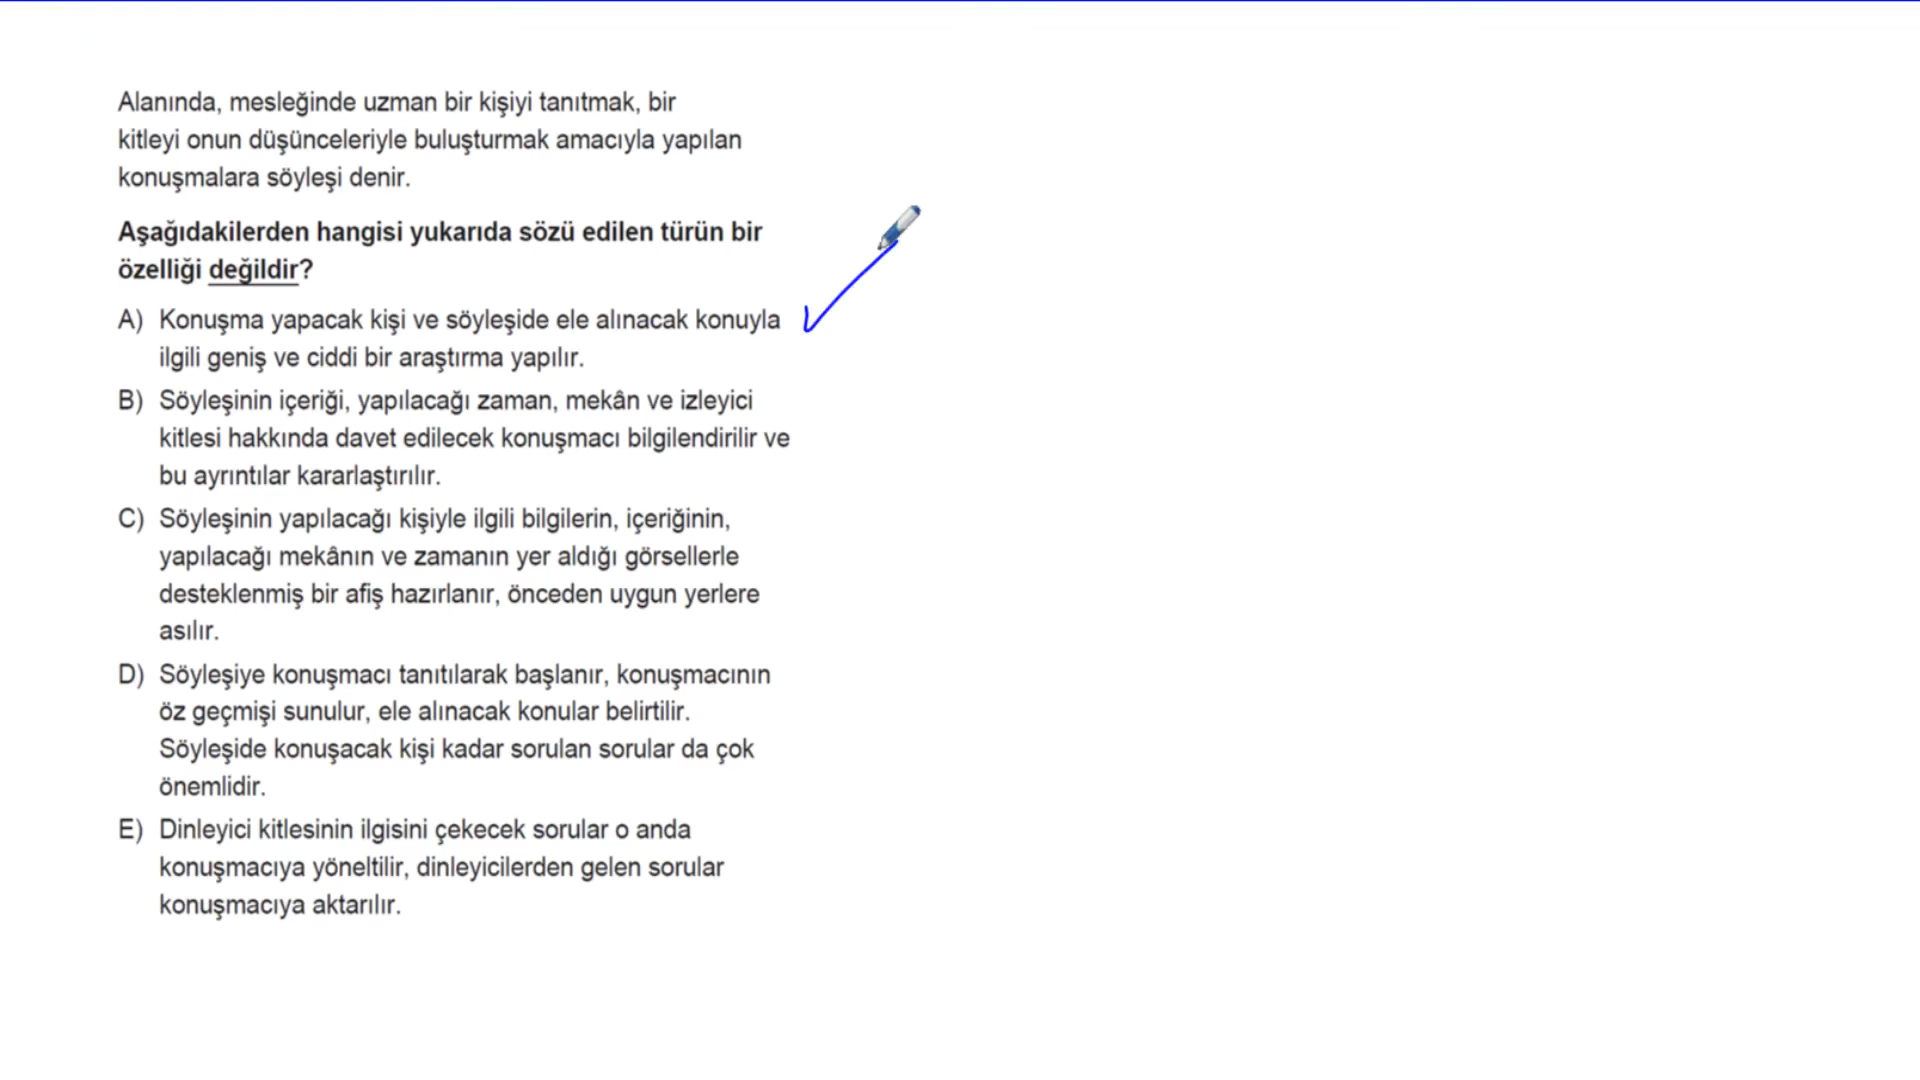 Alanında, mesleğinde uzman bir kişiyi tanıtmak, bir
kitleyi onun düşünceleriyle buluşturmak amacıyla yapılan
konuşmalara söyleşi denir.
Aşağıdakilerden hangisi yukarıda sözü edilen türün bir
özelliği değildir?
A) Konuşma yapacak kişi ve söyleşide ele alınacak konuyla
ilgili geniş ve ciddi bir araştırma yapılır.
B) Söyleşinin içeriği, yapılacağı zaman, mekân ve izleyici
kitlesi hakkında davet edilecek konuşmacı bilgilendirilir ve
bu ayrıntılar kararlaştırılır.
C) Söyleşinin yapılacağı kişiyle ilgili bilgilerin, içeriğinin,
yapılacağı mekânın ve zamanın yer aldığı görsellerle
desteklenmiş bir afiş hazırlanır, önceden uygun yerlere
asılır.
D) Söyleşiye konuşmacı tanıtılarak başlanır, konuşmacının
öz geçmişi sunulur, ele alınacak konular belirtilir.
Söyleşide konuşacak kişi kadar sorulan sorular da çok
önemlidir.
E) Dinleyici kitlesinin ilgisini çekecek sorular o anda
konuşmacıya yöneltilir, dinleyicilerden gelen sorular
konuşmacıya aktarılır.